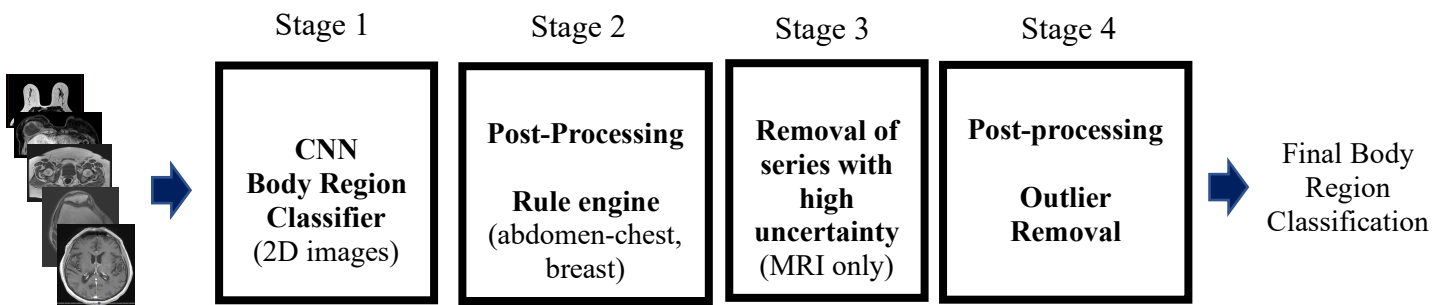 Stage 1
Stage 2
Stage 3
Stage 4
CNN
Body Region
Classifier
(2D images)
Post-Processing
Rule engine
(abdomen-chest,
breast)
Removal of
series with
high
uncertainty
(MRI only)
Post-processing
Outlier
Removal
Final Body
Region
Classification